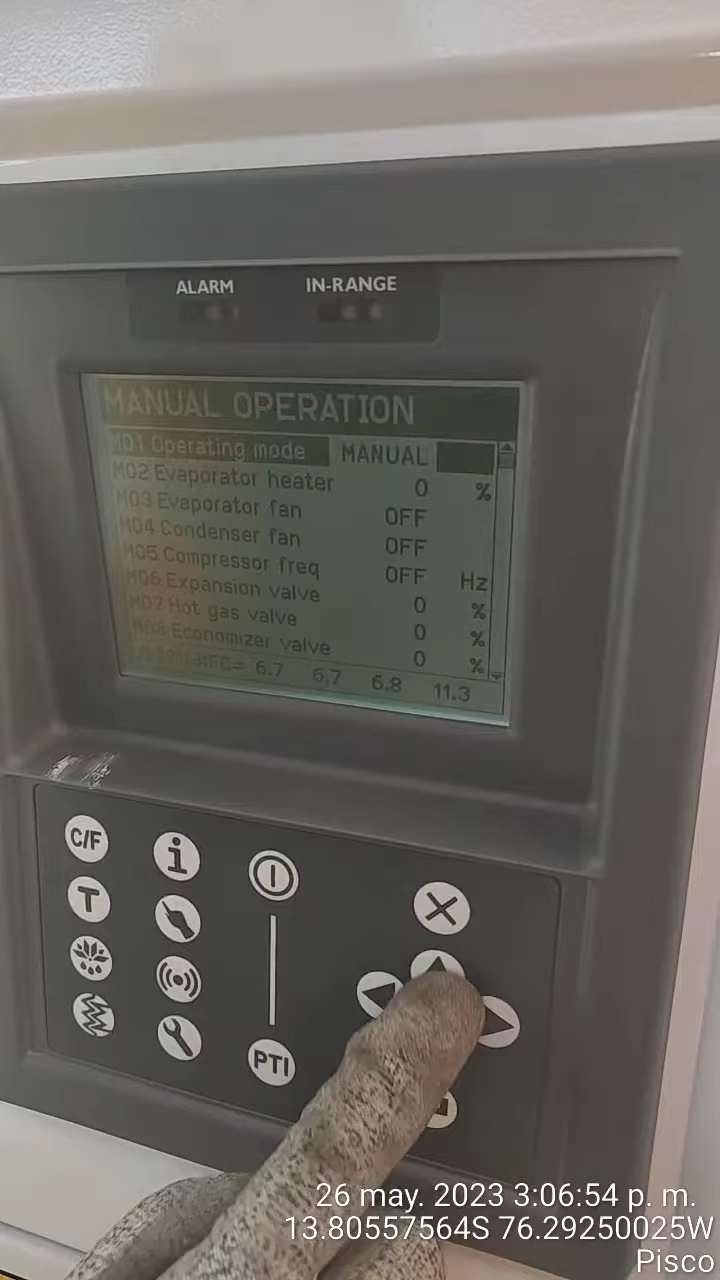 ALARM IN-RANGE
MANUAL OPERATION
M01 Operating mode MANUAL
M02 Evaporator heater 0 %
M03 Evaporator fan OFF
M04 Condenser fan OFF
M05 Compressor freq OFF Hz
M06 Expansion valve 0 %
M07 Hot gas valve 0 %
M08 Economizer valve 0 %
6.7 6.7 6.8 11.3
C/F i
T
PTI
26 may. 2023 3:06:54 p. m.
13.80557564S 76.29250025W
Pisco